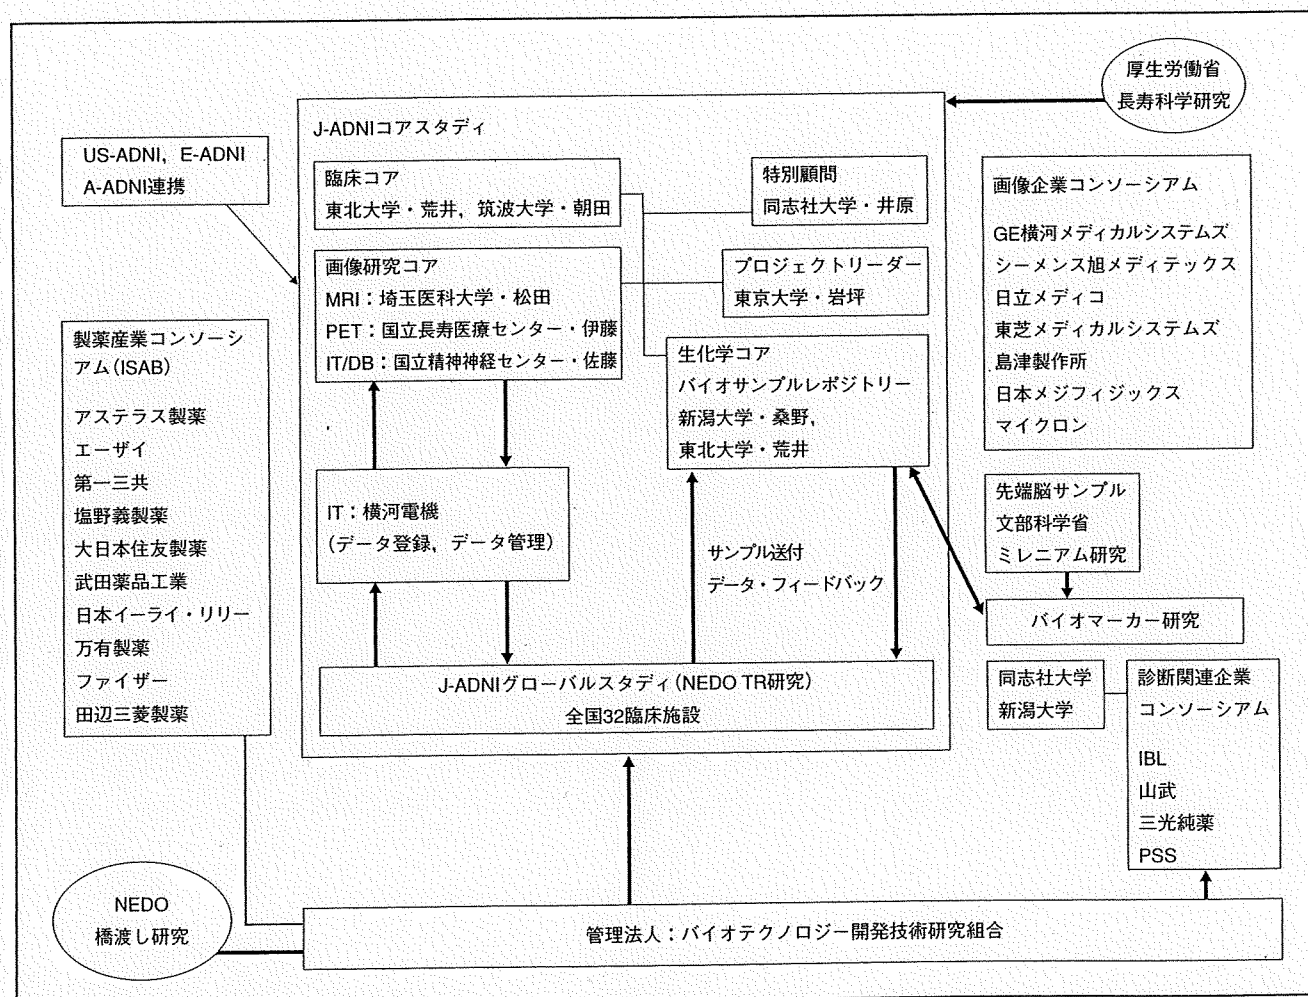 厚生労働省
長寿科学研究
J-ADNIコアスタディ
US-ADNI，E-ADNI
A-ADNI連携
臨床コア
東北大学・荒井，筑波大学・朝田
特別顧問
同志社大学・井原
画像研究コア
MRI：埼玉医科大学・松田
PET：国立長寿医療センター・伊藤
IT/DB：国立精神神経センター・佐藤
プロジェクトリーダー
東京大学・岩坪
生化学コア
バイオサンプルレポジトリー
新潟大学・桑野，
東北大学・荒井
画像企業コンソーシアム
GE横河メディカルシステムズ
シーメンス旭メディテックス
日立メディコ
東芝メディカルシステムズ
島津製作所
日本メジフィジックス
マイクロン
製薬産業コンソーシ
アム（ISAB）
アステラス製薬
エーザイ
第一三共
塩野義製薬
大日本住友製薬
武田薬品工業
日本イーライ・リリー
万有製薬
ファイザー
田辺三菱製薬
IT：横河電機
（データ登録，データ管理）
サンプル送付
データ・フィードバック
先端脳サンプル
文部科学省
ミレニアム研究
バイオマーカー研究
J-ADNIグローバルスタディ（NEDO TR研究）
全国32臨床施設
同志社大学
新潟大学
診断関連企業
コンソーシアム
IBL
山武
三光純薬
PSS
NEDO
橋渡し研究
管理法人：バイオテクノロジー開発技術研究組合